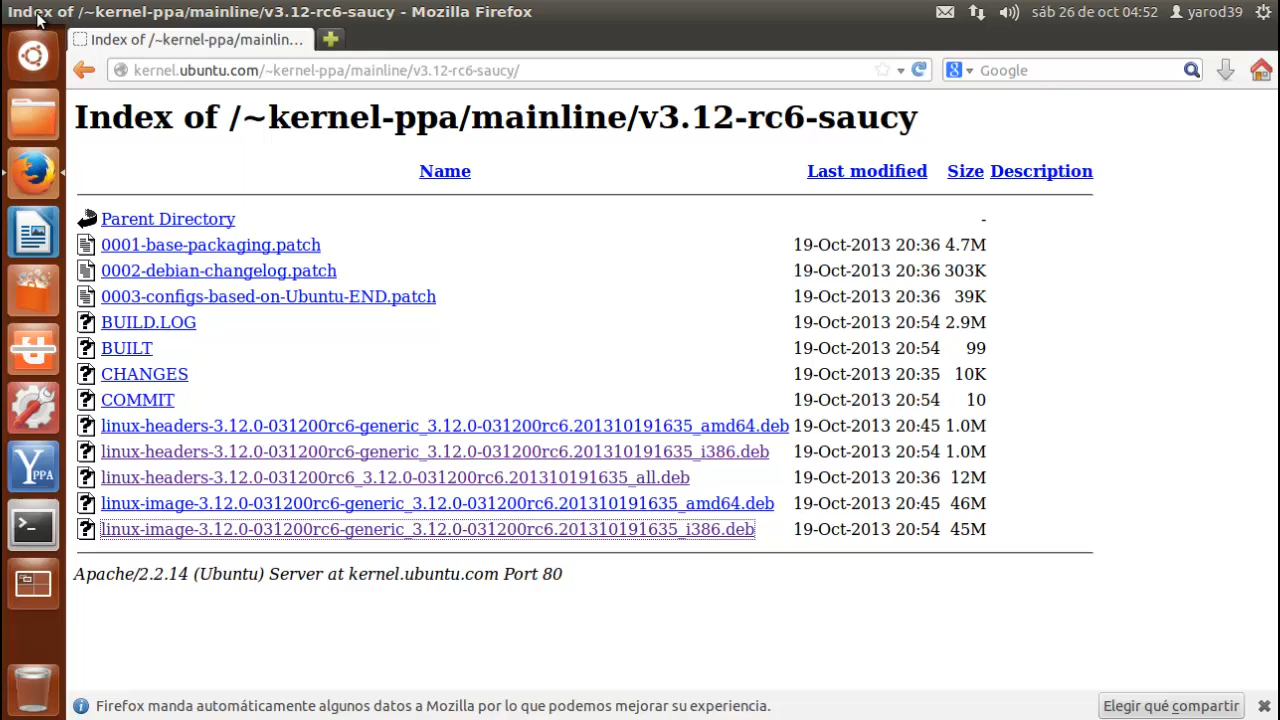 Index of /~kernel-ppa/mainline/v3.12-rc6-saucy - Mozilla Firefox
sáb 26 de oct 04:52 yarod39
Index of /~kernel-ppa/mainlin...
kernel.ubuntu.com/~kernel-ppa/mainline/v3.12-rc6-saucy/
8 Google
Index of /~kernel-ppa/mainline/v3.12-rc6-saucy
Name Last modified Size Description
Parent Directory -
0001-base-packaging.patch 19-Oct-2013 20:36 4.7M
0002-debian-changelog.patch 19-Oct-2013 20:36 303K
0003-configs-based-on-Ubuntu-END.patch 19-Oct-2013 20:36 39K
? BUILD.LOG 19-Oct-2013 20:54 2.9M
? BUILT 19-Oct-2013 20:54 99
? CHANGES 19-Oct-2013 20:35 10K
? COMMIT 19-Oct-2013 20:54 10
? linux-headers-3.12.0-031200rc6-generic_3.12.0-031200rc6.201310191635_amd64.deb 19-Oct-2013 20:45 1.0M
? linux-headers-3.12.0-031200rc6-generic_3.12.0-031200rc6.201310191635_i386.deb 19-Oct-2013 20:54 1.0M
? linux-headers-3.12.0-031200rc6_3.12.0-031200rc6.201310191635_all.deb 19-Oct-2013 20:36 12M
? linux-image-3.12.0-031200rc6-generic_3.12.0-031200rc6.201310191635_amd64.deb 19-Oct-2013 20:45 46M
? linux-image-3.12.0-031200rc6-generic_3.12.0-031200rc6.201310191635_i386.deb 19-Oct-2013 20:54 45M
Apache/2.2.14 (Ubuntu) Server at kernel.ubuntu.com Port 80
Y PPA
>_
Firefox manda automáticamente algunos datos a Mozilla por lo que podemos mejorar su experiencia. Elegir qué compartir